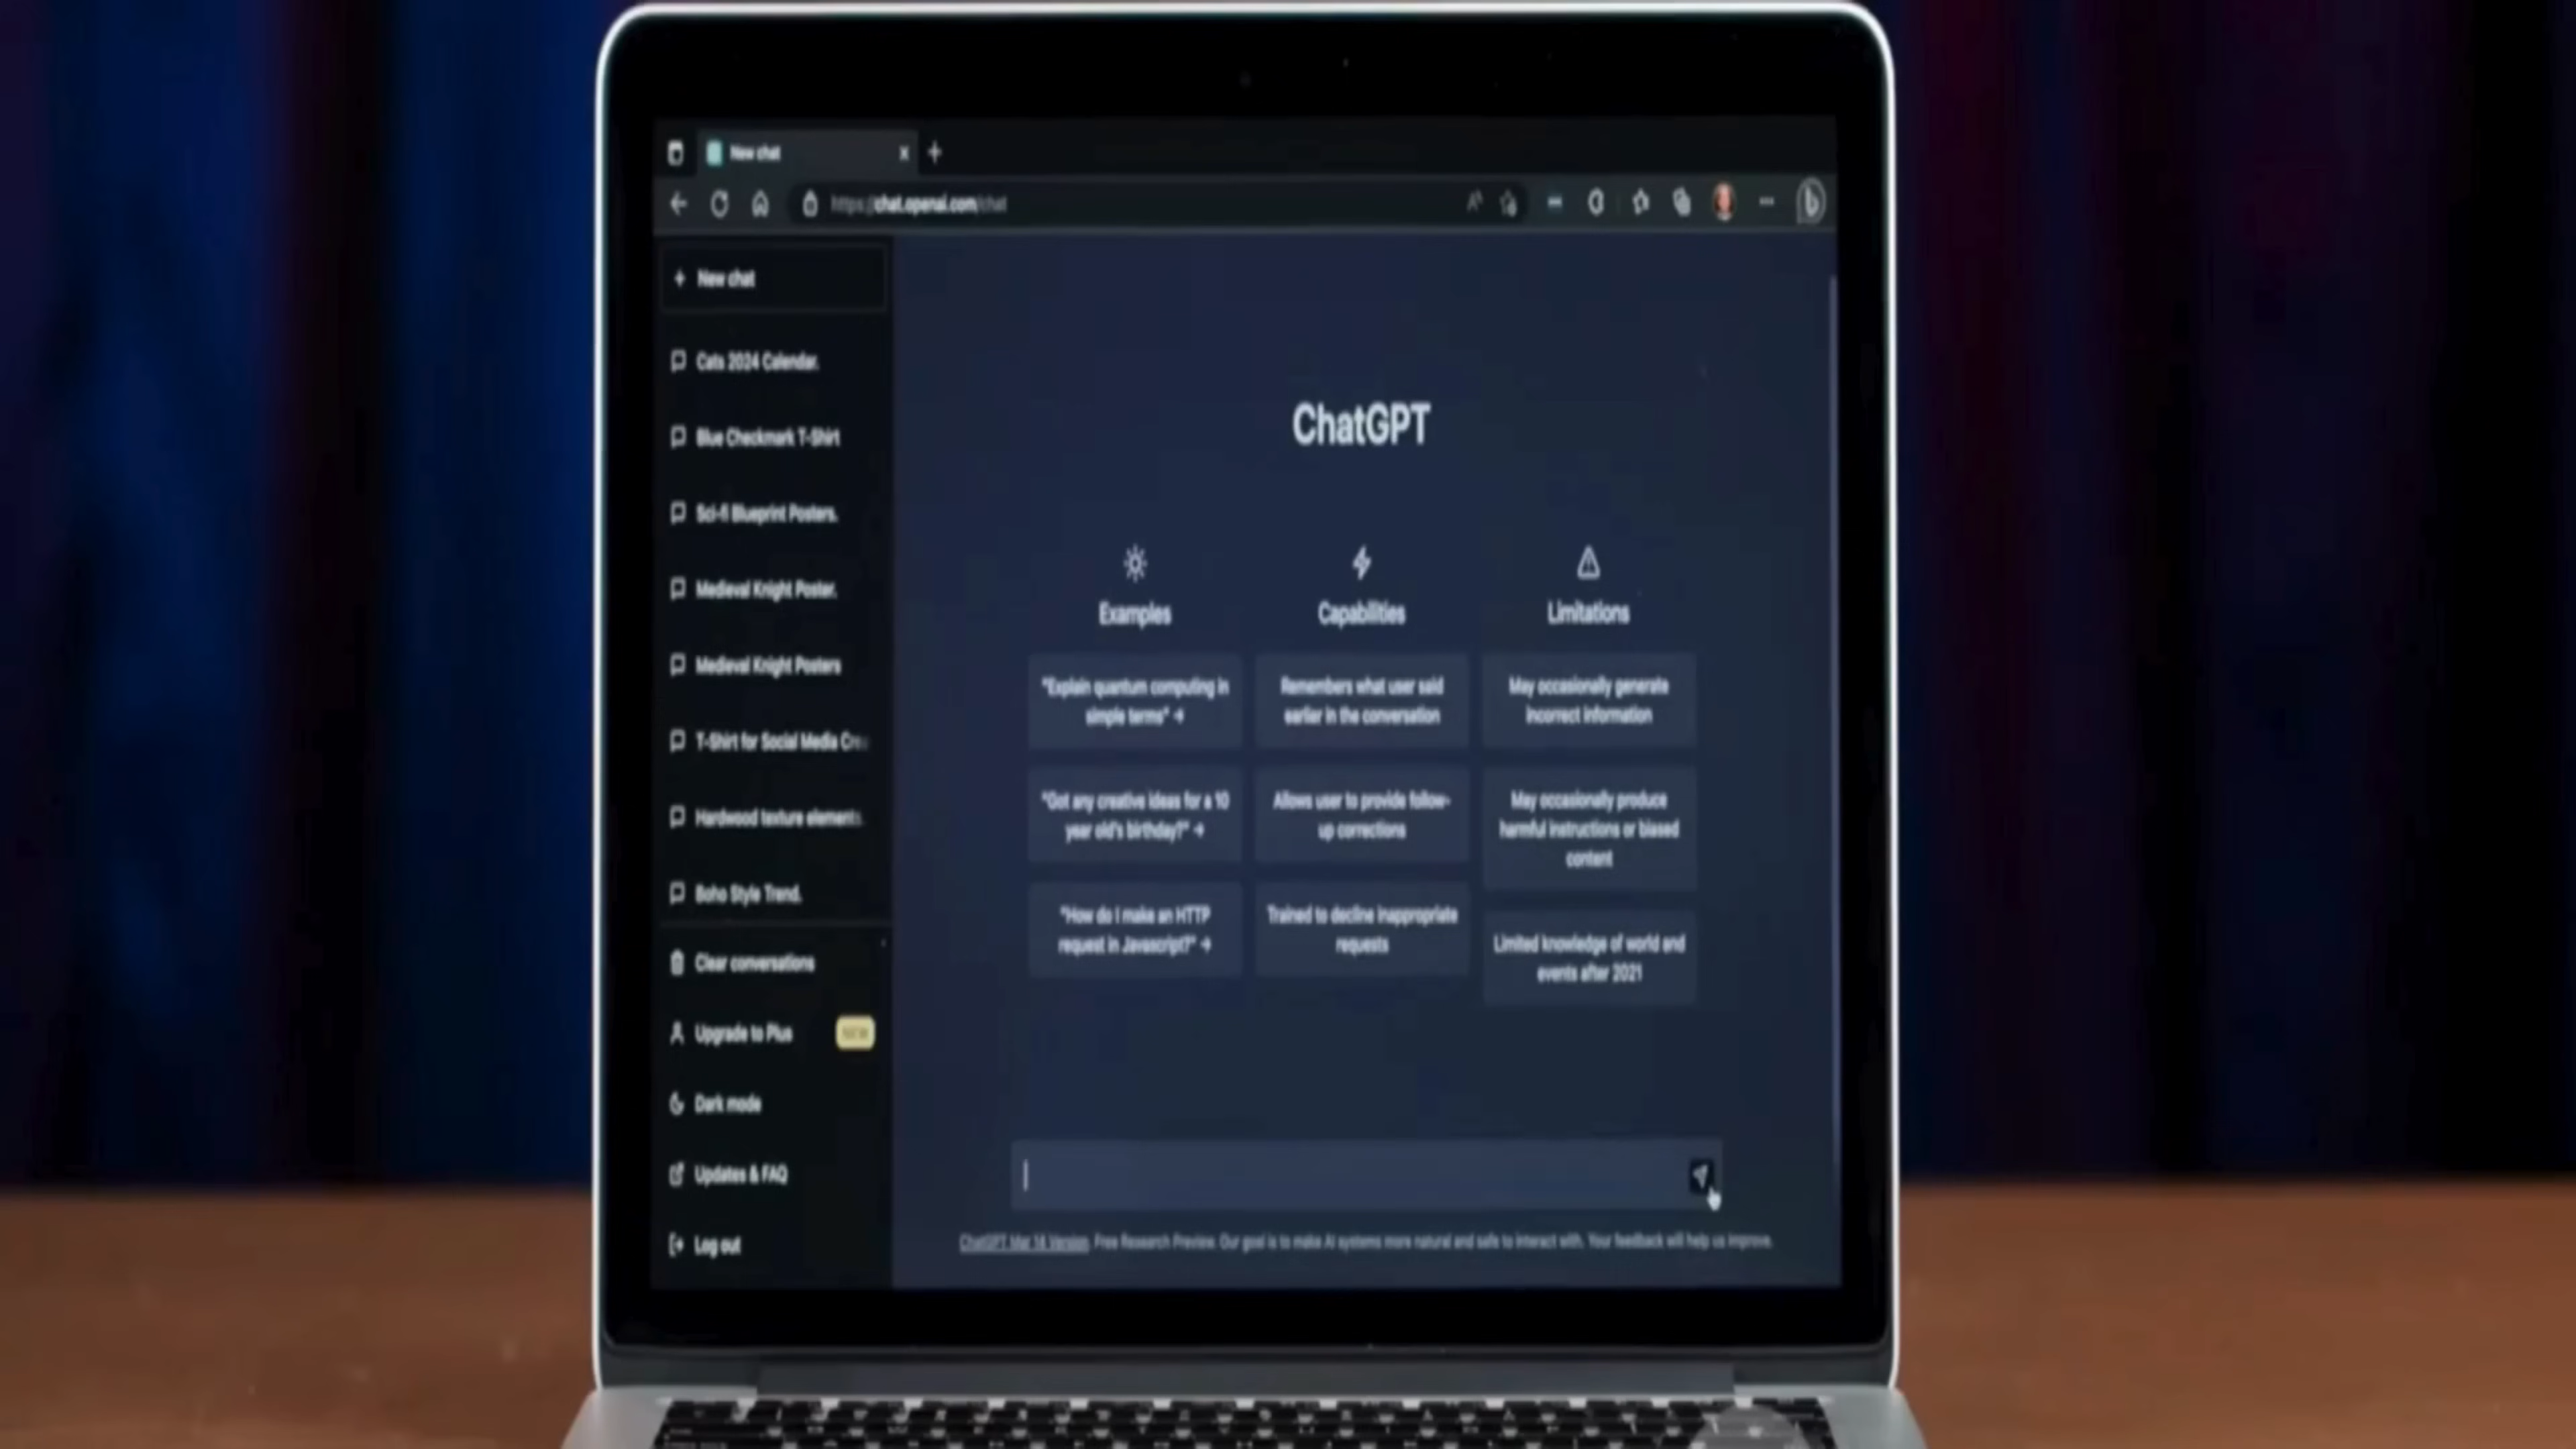 New chat
https://chat.openai.com/chat
New chat
Cats 2024 Calendar.
Blue Checkmark T-Shirt
Sci-fi Blueprint Posters.
Medieval Knight Poster.
Medieval Knight Posters
T-Shirt for Social Media Cre
Hardwood texture elements.
Boho Style Trend.
Clear conversations
Upgrade to Plus
NEW
Dark mode
Updates & FAQ
Log out
ChatGPT
Examples
"Explain quantum computing in
simple terms" →
"Got any creative ideas for a 10
year old's birthday?" →
"How do I make an HTTP
request in Javascript?" →
Capabilities
Remembers what user said
earlier in the conversation
Allows user to provide follow-
up corrections
Trained to decline inappropriate
requests
Limitations
May occasionally generate
incorrect information
May occasionally produce
harmful instructions or biased
content
Limited knowledge of world and
events after 2021
ChatGPT Mar 14 Version. Free Research Preview. Our goal is to make AI systems more natural and safe to interact with. Your feedback will help us improve.